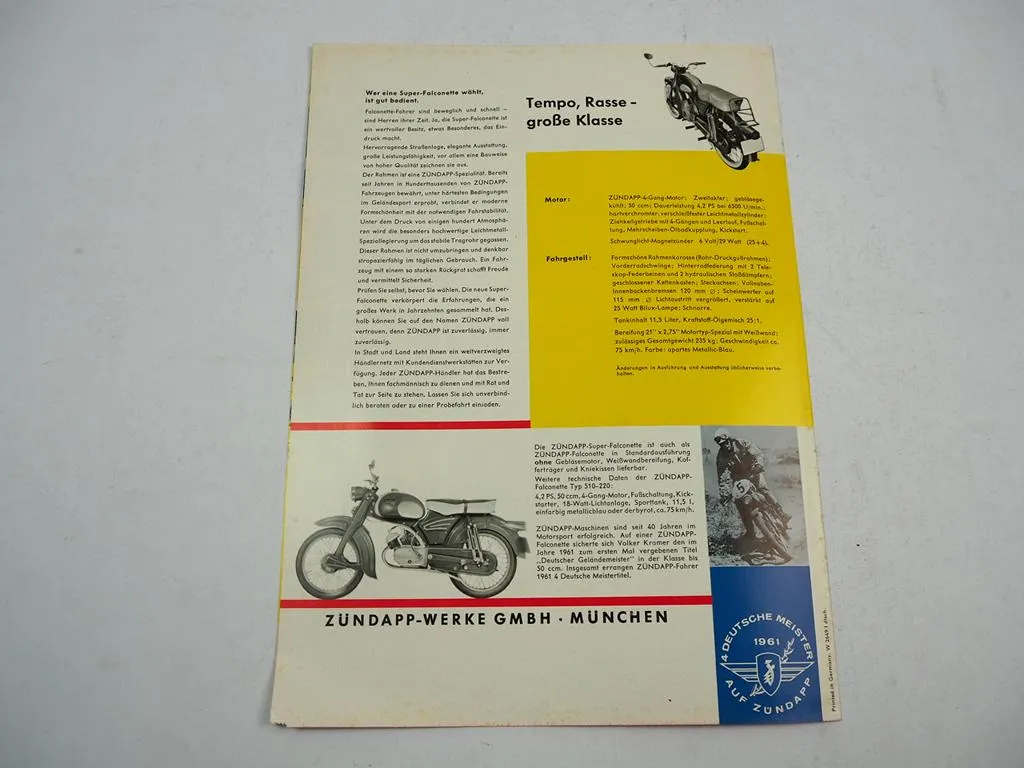 Wer eine Super-Falconette wählt,
ist gut bedient.
Falconette-Fahrer sind beweglich und schnell –
sind Herren ihrer Zeit. Ja, die Super-Falconette ist
ein wertvoller Besitz, etwas Besonderes, das Ein-
druck macht.
Hervorragende Straßenlage, elegante Ausstattung,
große Leistungsfähigkeit, vor allem eine Bauweise
von hoher Qualität zeichnen sie aus.
Der Rahmen ist eine ZÜNDAPP-Spezialität. Bereits
seit Jahren in Hunderttausenden von ZÜNDAPP-
Fahrzeugen bewährt, unter härtesten Bedingungen
im Geländesport erprobt, verbindet er moderne
Formschönheit mit der notwendigen Fahrstabilität.
Unter dem Druck von einigen hundert Atmosphä-
ren wird die besonders hochwertige Leichtmetall-
Speziallegierung um das stabile Tragrohr gegossen.
Dieser Rahmen ist nicht umzubringen und denkbar
strapazierfähig im täglichen Gebrauch. Ein Fahr-
zeug mit einem so starken Rückgrat schafft Freude
und vermittelt Sicherheit.
Prüfen Sie selbst, bevor Sie wählen. Die neue Super-
Falconette verkörpert die Erfahrungen, die ein
großes Werk in Jahrzehnten gesammelt hat. Des-
halb können Sie auf den Namen ZÜNDAPP voll
vertrauen, denn ZÜNDAPP ist zuverlässig, immer
zuverlässig.
In Stadt und Land steht Ihnen ein weitverzweigtes
Händlernetz mit Kundendienstwerkstätten zur Ver-
fügung. Jeder ZÜNDAPP-Händler hat das Bestre-
ben, Ihnen fachmännisch zu dienen und mit Rat und
Tat zur Seite zu stehen. Lassen Sie sich unverbind-
lich beraten oder zu einer Probefahrt einladen.
Tempo, Rasse –
große Klasse
Motor: ZÜNDAPP-4-Gang-Motor; Zweitakter; gebläsege-
kühlt; 50 ccm; Dauerleistung 4,2 PS bei 6500 U/min.;
hartverchromter, verschleißfester Leichtmetallzylinder;
Ziehkeilgetriebe mit 4-Gängen und Leerlauf, Fußschal-
tung, Mehrscheiben-Ölbadkupplung, Kickstart.
Schwunglicht-Magnetzünder 6 Volt/29 Watt (25+4).
Fahrgestell: Formschöne Rahmenkarosse (Rohr-Druckgußrahmen);
Vorderradschwinge; Hinterradfederung mit 2 Tele-
skop-Federbeinen und 2 hydraulischen Stoßdämpfern;
geschlossener Kettenkasten; Steckachsen; Vollnaben-
Innenbackenbremsen 120 mm ∅; Scheinwerfer auf
115 mm ∅ Lichtaustritt vergrößert, verstärkt auf
25 Watt Bilux-Lampe; Schnarre.
Tankinhalt 11,5 Liter, Kraftstoff-Ölgemisch 25:1.
Bereifung 21" x 2,75" Motortyp-Spezial mit Weißwand;
zulässiges Gesamtgewicht 235 kg; Geschwindigkeit ca.
75 km/h. Farbe: apartes Metallic-Blau.
Änderungen in Ausführung und Ausstattung üblicherweise vorbe-
halten.
Die ZÜNDAPP-Super-Falconette ist auch als
ZÜNDAPP-Falconette in Standardausführung
ohne Gebläsemotor, Weißwandbereifung, Kof-
ferträger und Kniekissen lieferbar.
Weitere technische Daten der ZÜNDAPP-
Falconette Typ 510-220:
4,2 PS, 50 ccm, 4-Gang-Motor, Fußschaltung, Kick-
starter, 18-Watt-Lichtanlage, Sporttank, 11,5 l,
einfarbig metallicblau oder derbyrot, ca. 75 km/h.
ZÜNDAPP-Maschinen sind seit 40 Jahren im
Motorsport erfolgreich. Auf einer ZÜNDAPP-
Falconette sicherte sich Volker Kramer den im
Jahre 1961 zum ersten Mal vergebenen Titel
„Deutscher Geländemeister" in der Klasse bis
50 ccm. Insgesamt errangen ZÜNDAPP-Fahrer
1961 4 Deutsche Meistertitel.
5
ZÜNDAPP-WERKE GMBH · MÜNCHEN
4 DEUTSCHE MEISTER
1961
AUF ZÜNDAPP
Printed in Germany. W 2649 I dtsch.